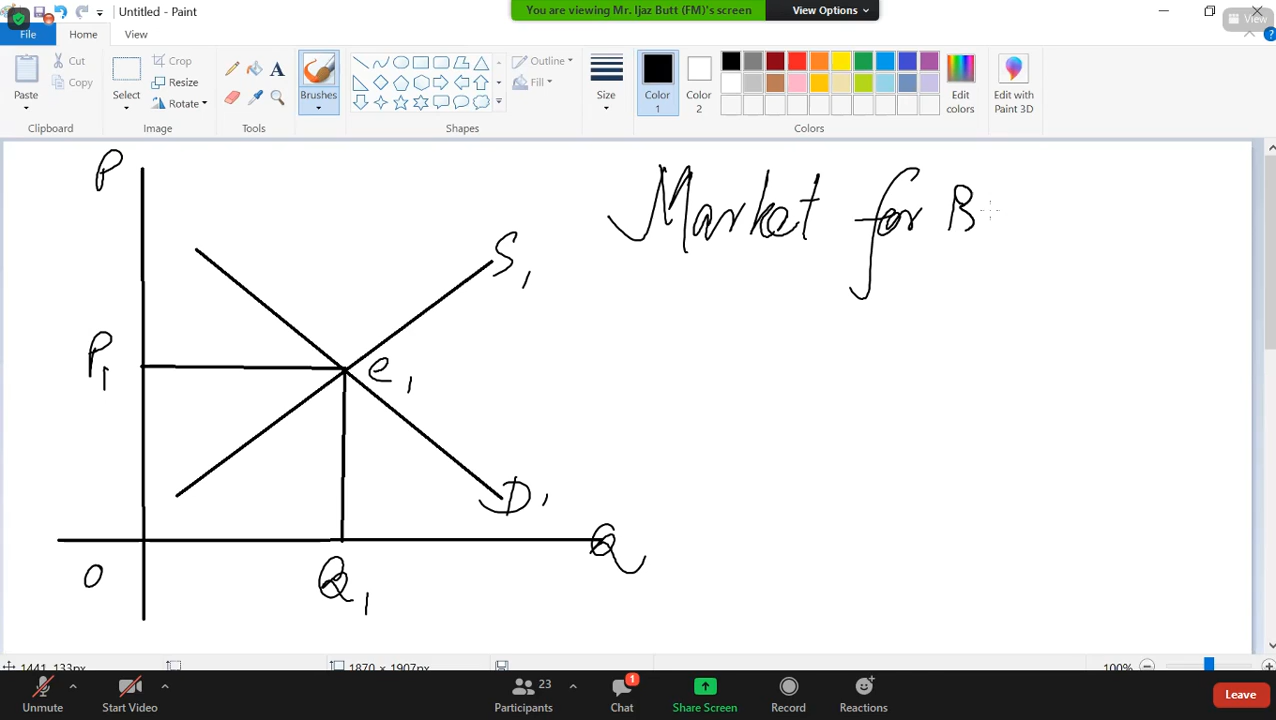 Untitled - Paint
You are viewing Mr. Ijaz Butt (FM)'s screen
View Options
View
File
Home
View
Paste
Cut
Copy
Select
Crop
Resize
Rotate
Brushes
Outline
Fill
Size
Color 1
Color 2
Edit colors
Edit with Paint 3D
Clipboard
Image
Tools
Shapes
Colors
P
Market for B
S1
P1
e1
D1
Q
O
Q1
1441, 133px
1870 × 1907px
100%
Unmute
Start Video
23
Participants
1
Chat
Share Screen
Record
Reactions
Leave